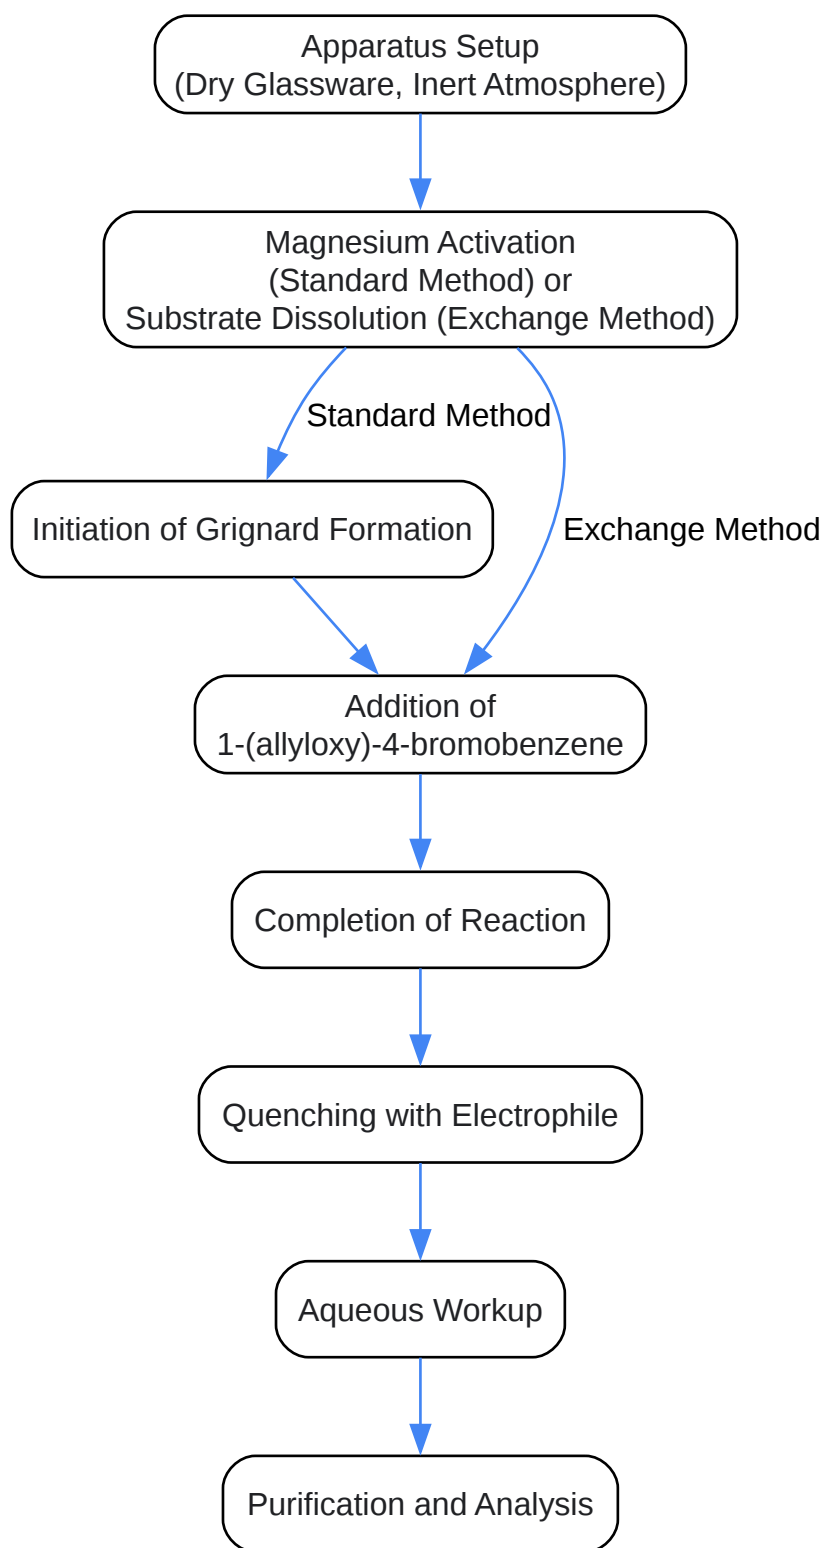 Apparatus Setup
(Dry Glassware, Inert Atmosphere)
Magnesium Activation
(Standard Method) or
Substrate Dissolution (Exchange Method)
Standard Method
Initiation of Grignard Formation
Exchange Method
Addition of
1-(allyloxy)-4-bromobenzene
Completion of Reaction
Quenching with Electrophile
Aqueous Workup
Purification and Analysis